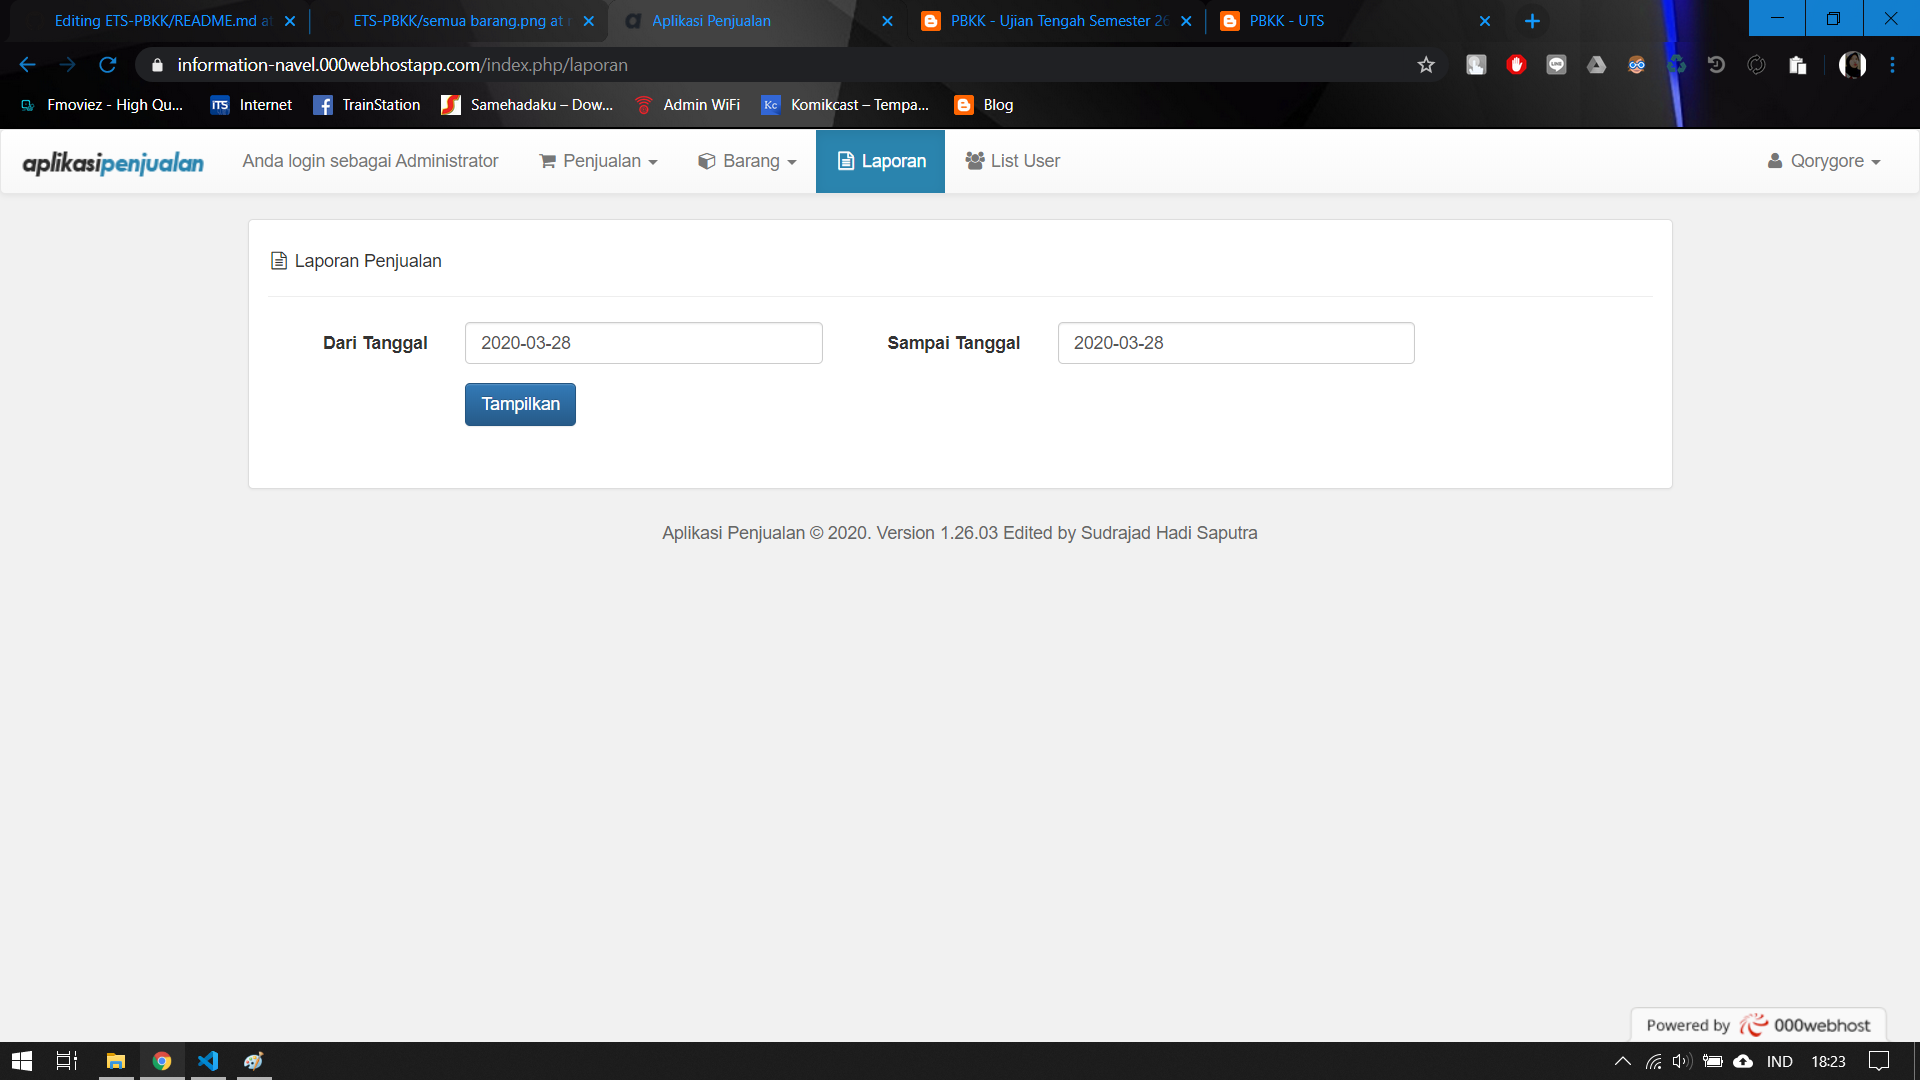 Editing ETS-PBKK/README.md at
ETS-PBKK/semua barang.png at
Aplikasi Penjualan
PBKK - Ujian Tengah Semester 26
PBKK - UTS
information-navel.000webhostapp.com/index.php/laporan
Fmoviez - High Qu...
Internet
TrainStation
Samehadaku – Dow...
Admin WiFi
Komikcast – Tempa...
Blog
aplikasipenjualan
Anda login sebagai Administrator
Penjualan
Barang
Laporan
List User
Qorygore
Laporan Penjualan
Dari Tanggal
2020-03-28
Sampai Tanggal
2020-03-28
Tampilkan
Aplikasi Penjualan © 2020. Version 1.26.03 Edited by Sudrajad Hadi Saputra
Powered by 000webhost
IND
18:23